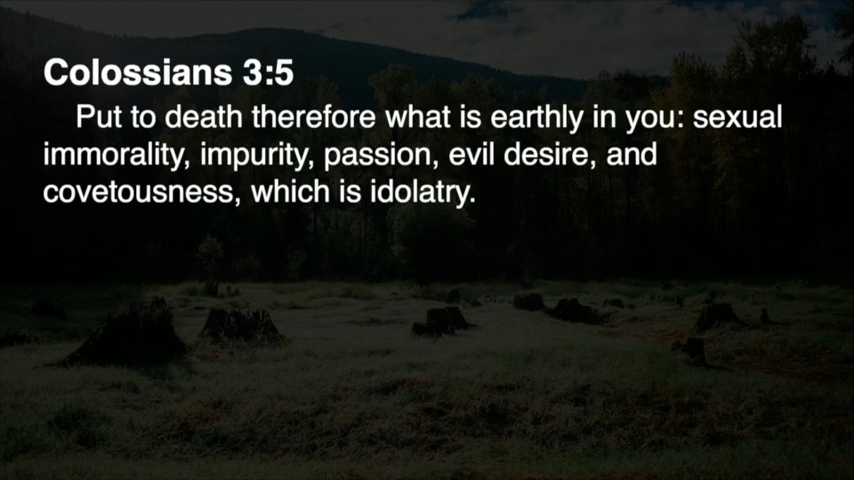 Colossians 3:5
Put to death therefore what is earthly in you: sexual
immorality, impurity, passion, evil desire, and
covetousness, which is idolatry.